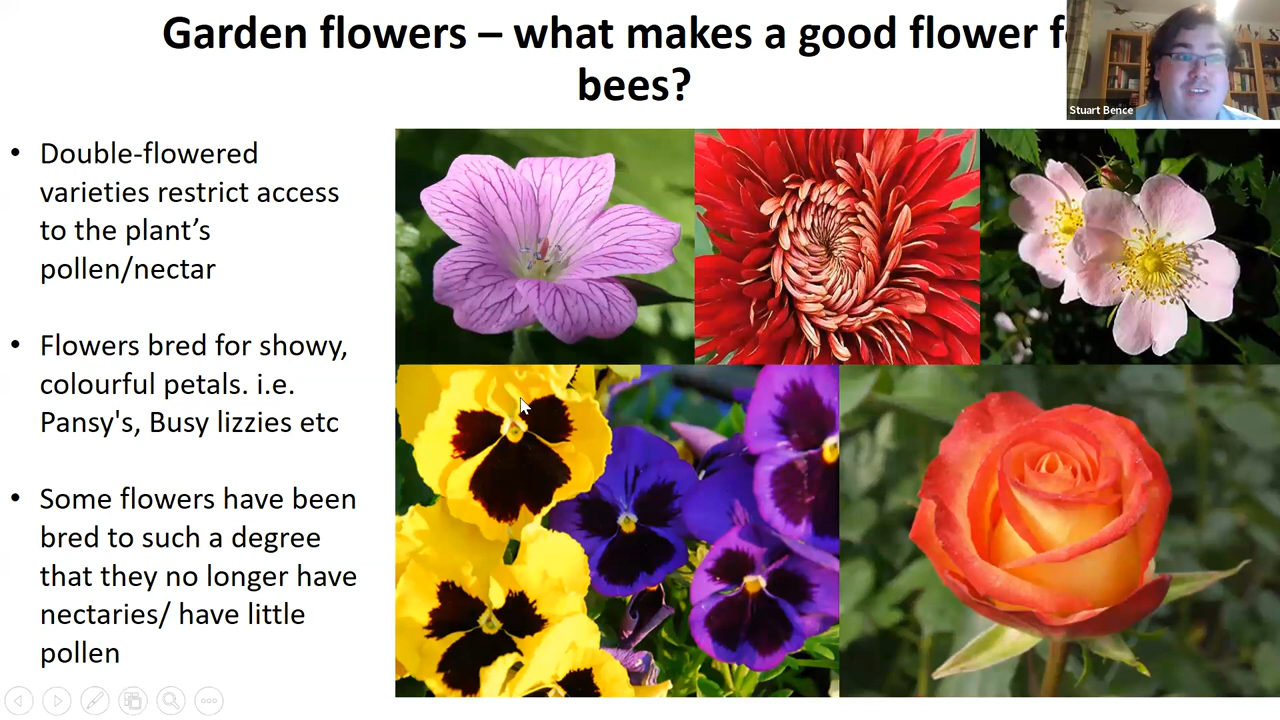 Garden flowers – what makes a good flower f
bees?
Stuart Bence
• Double-flowered
varieties restrict access
to the plant’s
pollen/nectar
• Flowers bred for showy,
colourful petals. i.e.
Pansy's, Busy lizzies etc
• Some flowers have been
bred to such a degree
that they no longer have
nectaries/ have little
pollen